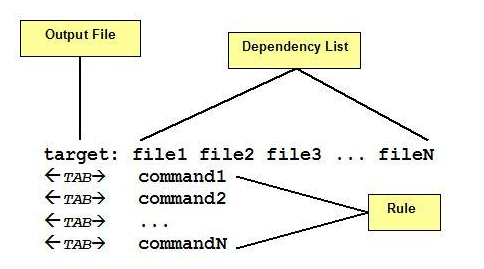 Output File
Dependency List
target: file1 file2 file3 ... fileN
←TAB→ command1
←TAB→ command2
←TAB→ ...
←TAB→ commandN
Rule